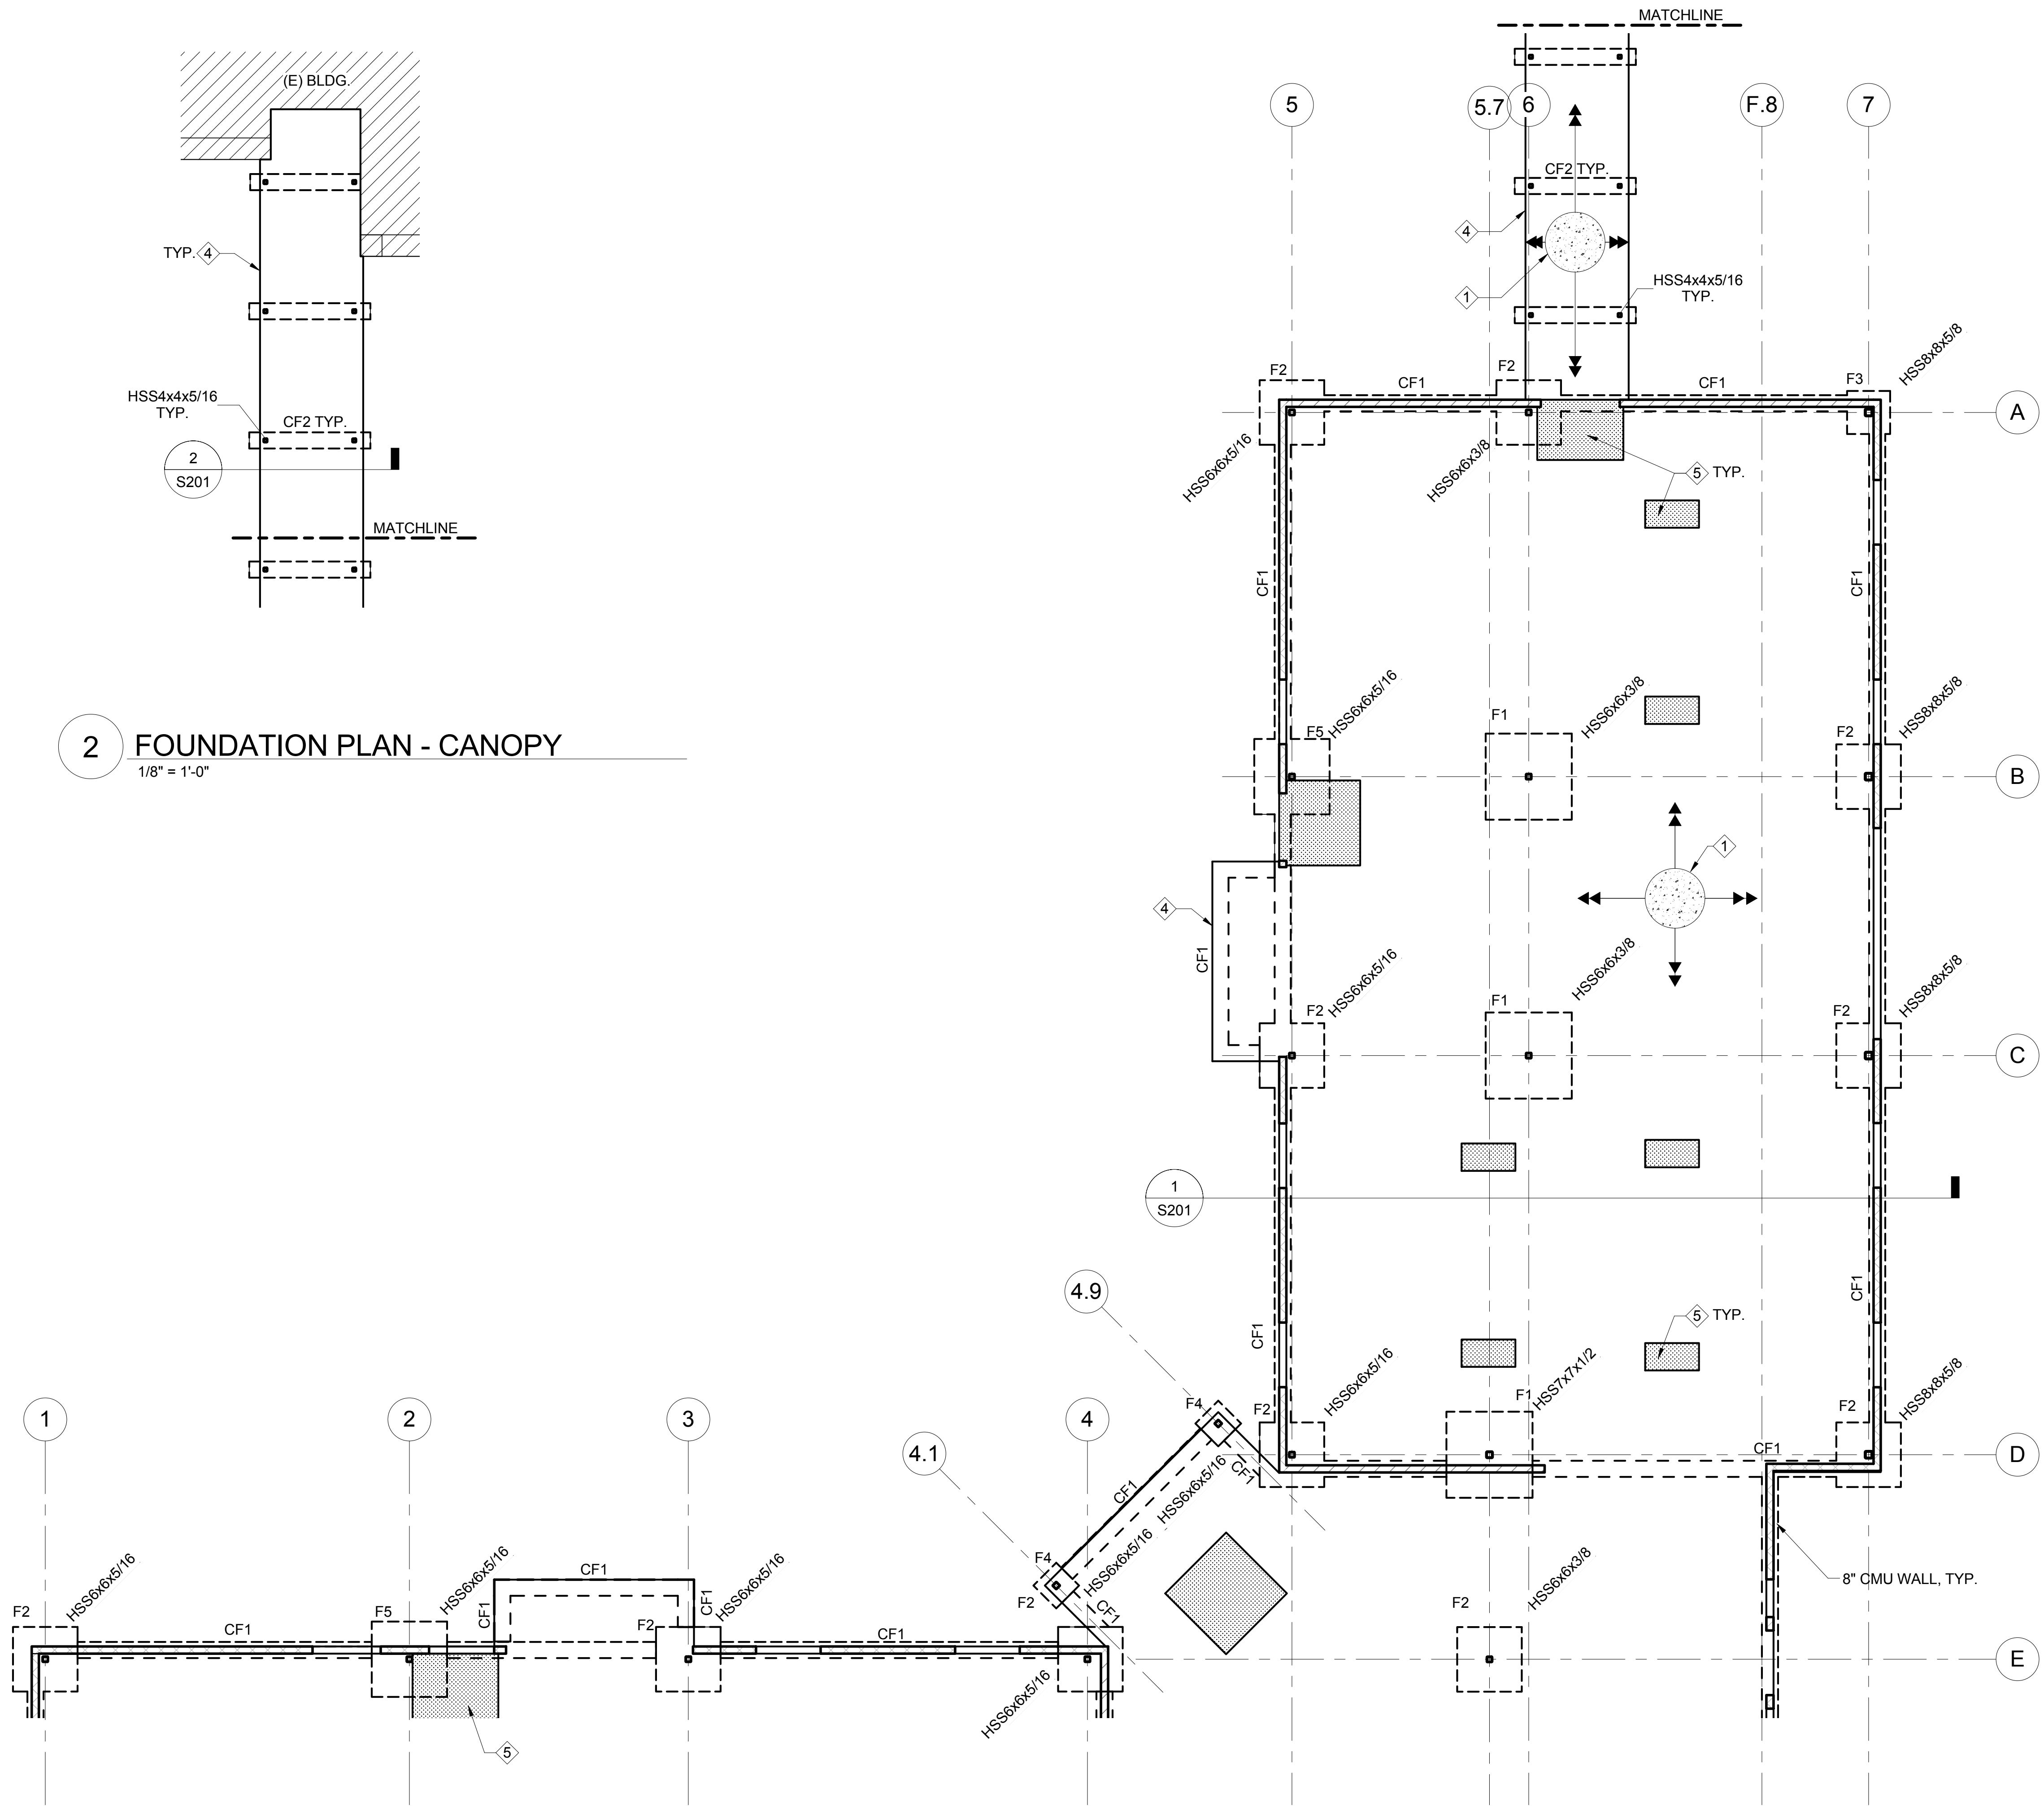 MATCHLINE
(E) BLDG.
5
5.7
6
F.8
7
CF2 TYP.
TYP. 4
4
1
HSS4x4x5/16
TYP.
HSS4x4x5/16
TYP.
CF2 TYP.
2
S201
MATCHLINE
F2
CF1
F2
CF1
F3
HSS8x8x5/8
A
HSS6x6x5/16
HSS6x6x3/8
5 TYP.
CF1
CF1
2
FOUNDATION PLAN - CANOPY
1/8" = 1'-0"
F5
HSS6x6x5/16
F1
HSS6x6x3/8
F2
HSS8x8x5/8
B
1
4
CF1
F2
HSS6x6x5/16
F1
HSS6x6x3/8
F2
HSS8x8x5/8
C
1
S201
4.9
CF1
CF1
5 TYP.
1
2
3
4
4.1
F4
F2
HSS6x6x5/16
F1
HSS7x7x1/2
F2
HSS8x8x5/8
CF1
D
CF1
CF1
HSS6x6x5/16
F4
HSS6x6x5/16
F2
CF1
F2
HSS6x6x5/16
CF1
F5
HSS6x6x5/16
CF1
CF1
CF1
F2
HSS6x6x5/16
CF1
HSS6x6x5/16
F2
HSS6x6x3/8
8" CMU WALL, TYP.
E
5